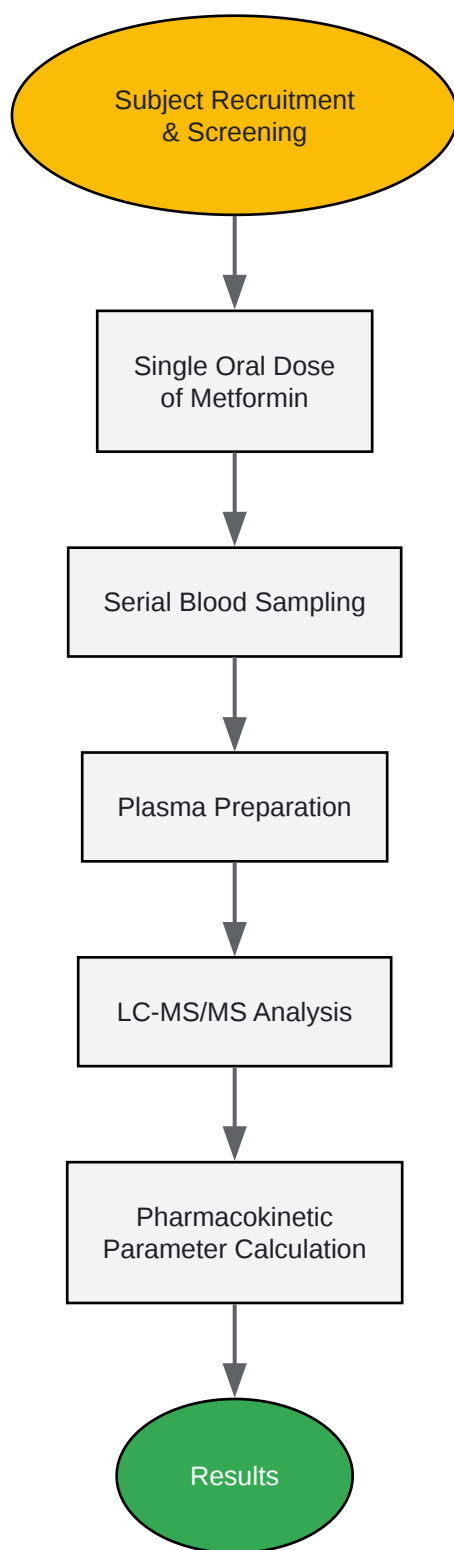 Subject Recruitment
& Screening
Single Oral Dose
of Metformin
Serial Blood Sampling
Plasma Preparation
LC-MS/MS Analysis
Pharmacokinetic
Parameter Calculation
Results